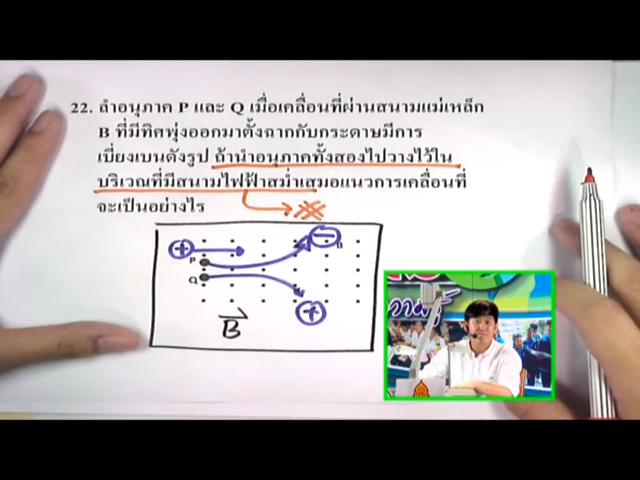 22. ลำอนุภาค P และ Q เมื่อเคลื่อนที่ผ่านสนามแม่เหล็ก
B ที่มีทิศพุ่งออกมาตั้งฉากกับกระดาษมีการ
เบี่ยงเบนดังรูป ถ้านำอนุภาคทั้งสองไปวางไว้ใน
บริเวณที่มีสนามไฟฟ้าสม่ำเสมอแนวการเคลื่อนที่
จะเป็นอย่างไร
P
Q
B